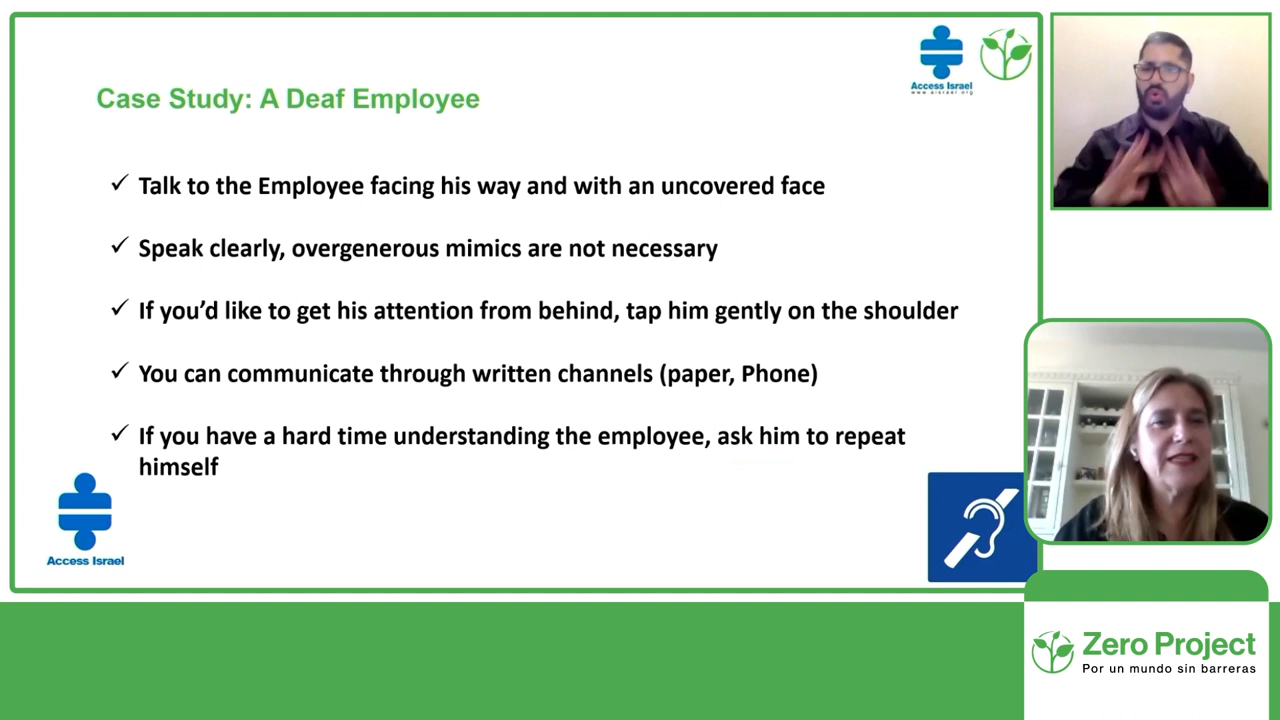 Access Israel
www.aisrael.org
Case Study: A Deaf Employee
✓ Talk to the Employee facing his way and with an uncovered face
✓ Speak clearly, overgenerous mimics are not necessary
✓ If you’d like to get his attention from behind, tap him gently on the shoulder
✓ You can communicate through written channels (paper, Phone)
✓ If you have a hard time understanding the employee, ask him to repeat
himself
Access Israel
Zero Project
Por un mundo sin barreras